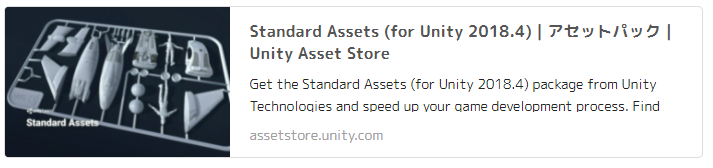 Standard Assets (for Unity 2018.4) | アセットパック |
Unity Asset Store
Get the Standard Assets (for Unity 2018.4) package from Unity
Technologies and speed up your game development process. Find
assetstore.unity.com
Standard Assets